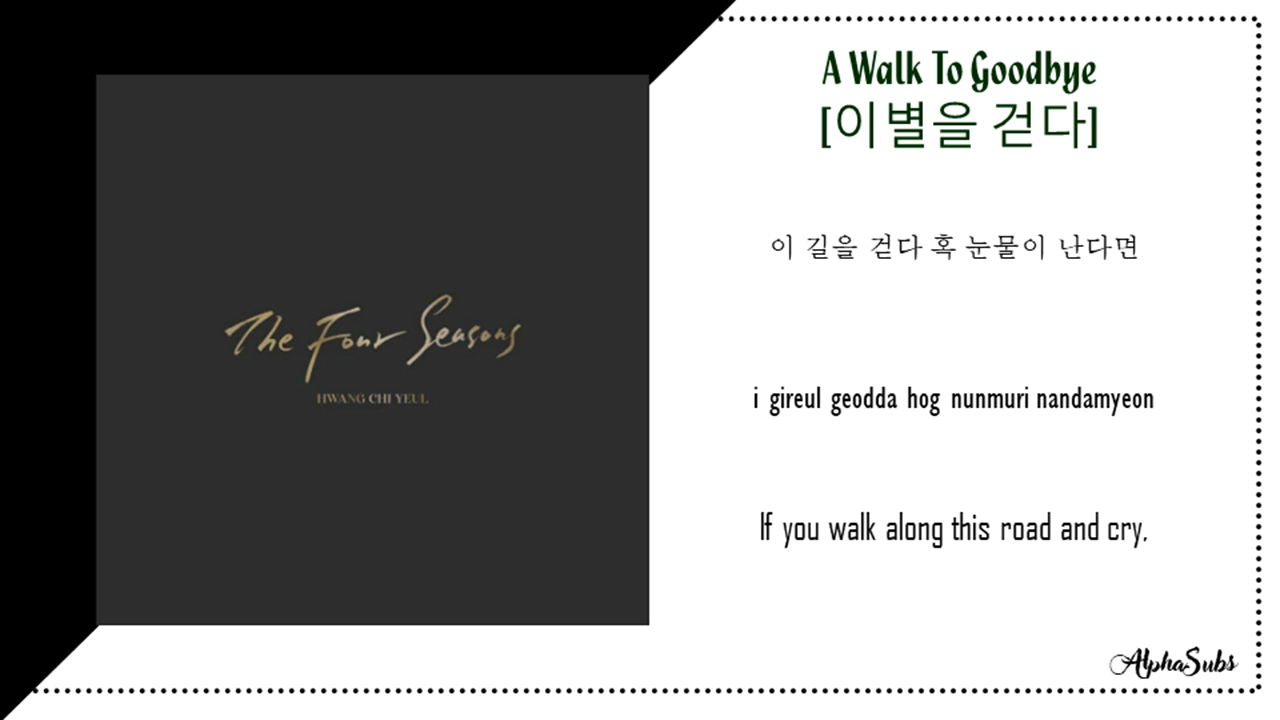 The Four Seasons
HWANG CHI YEUL
A Walk To Goodbye
[이별을 걷다]
이 길을 걷다 혹 눈물이 난다면
i gireul geodda hog nunmuri nandamyeon
If you walk along this road and cry,
AlphaSubs